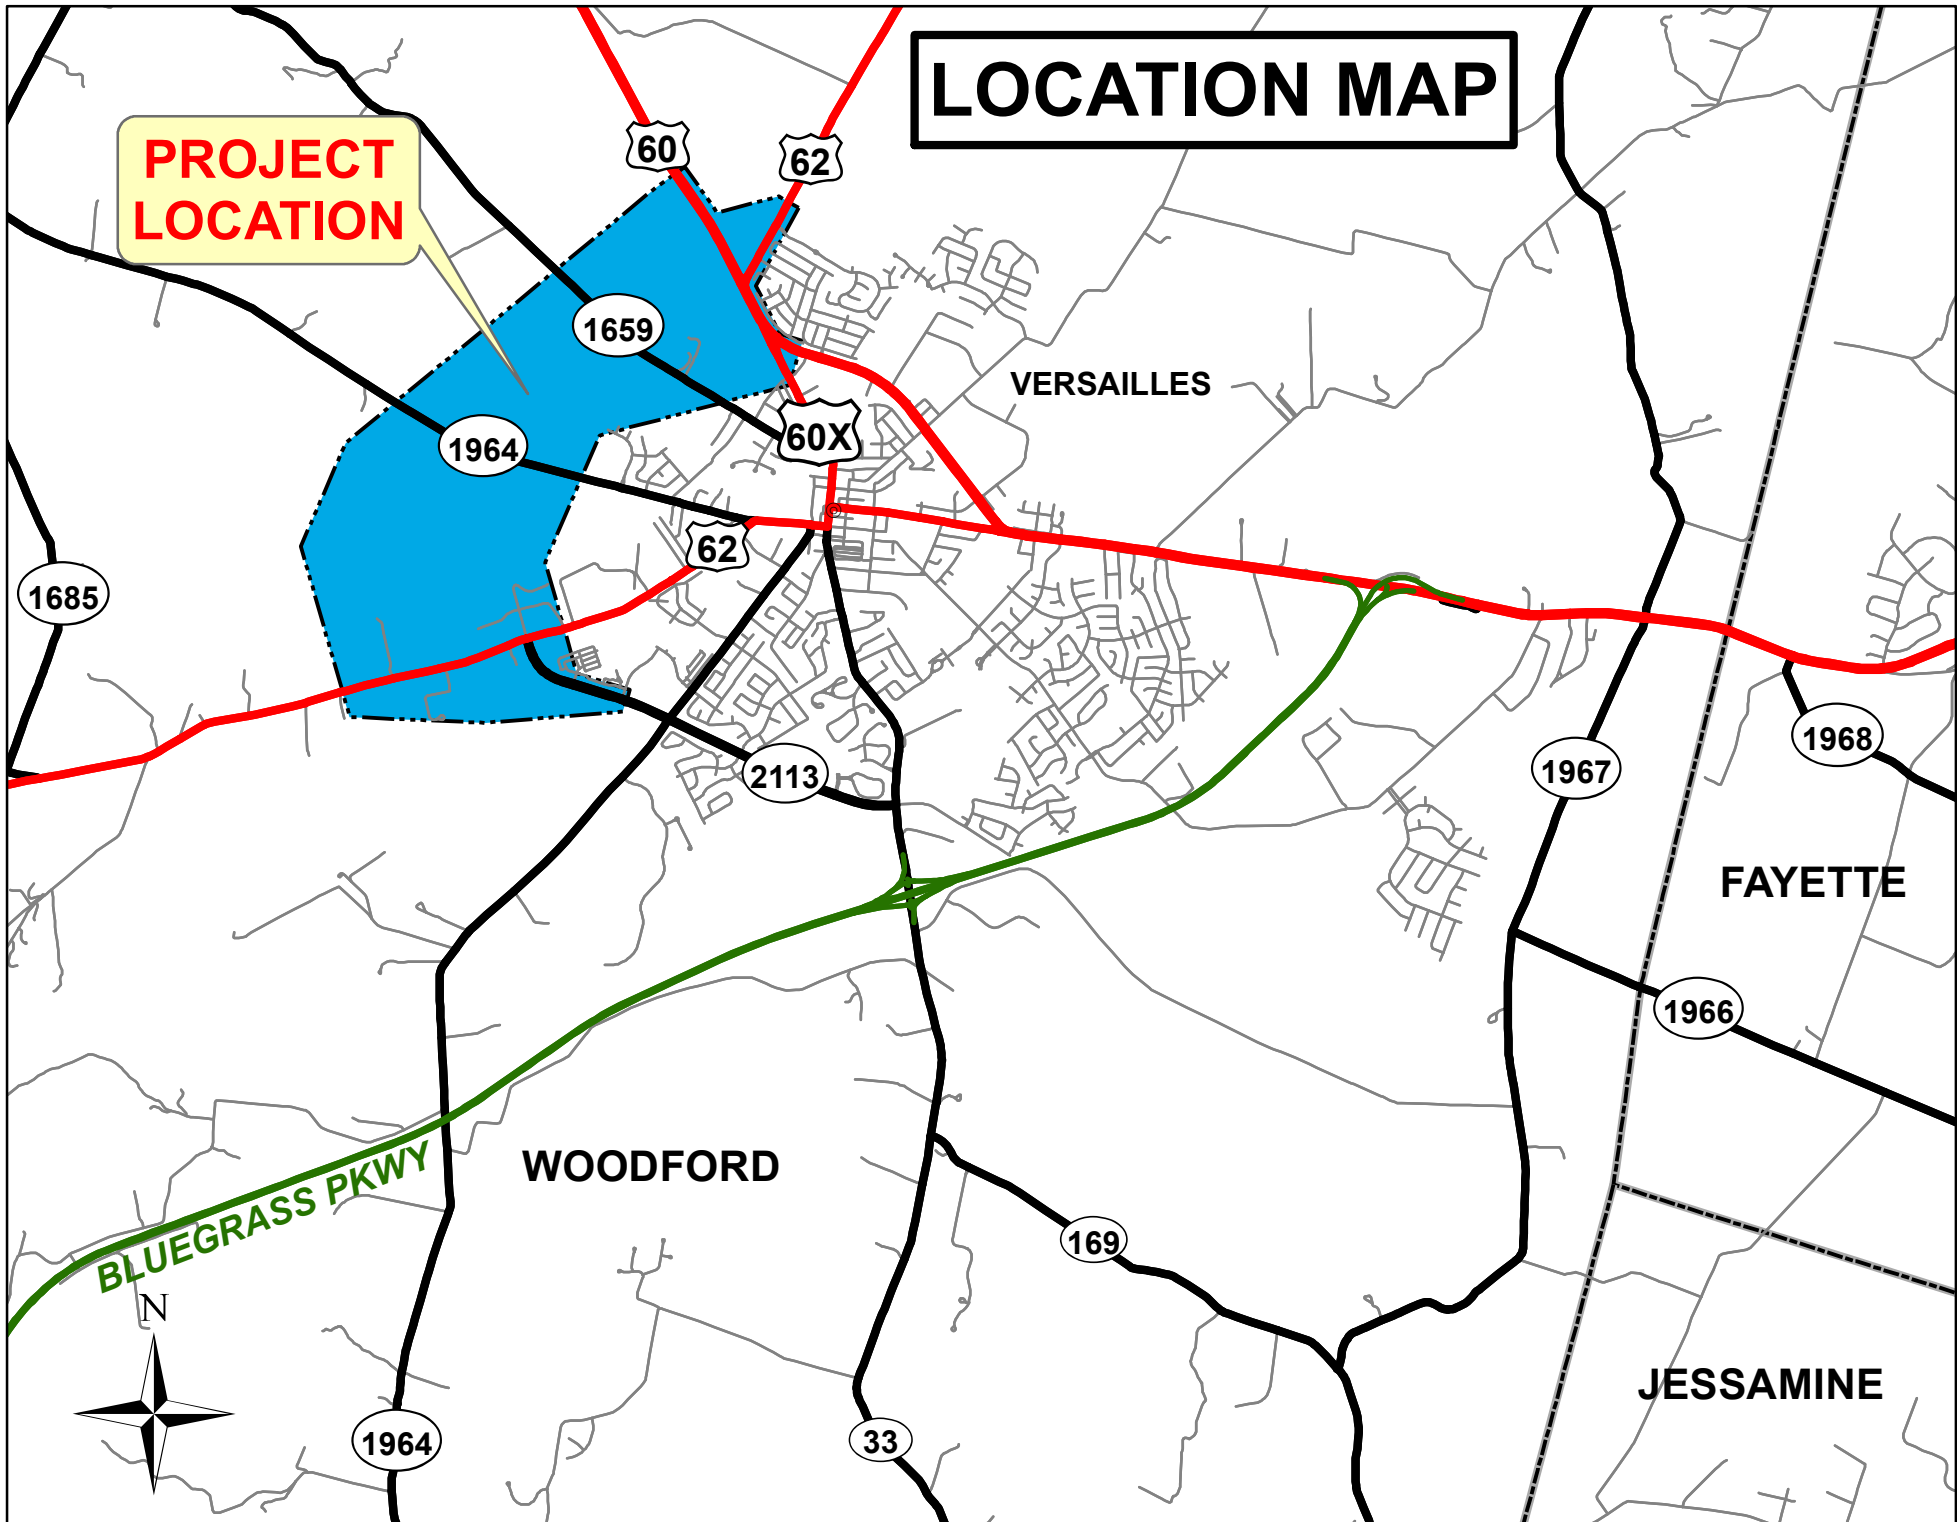 LOCATION MAP
PROJECT
LOCATION
60
62
1659
VERSAILLES
60X
1964
62
1685
1968
1967
2113
FAYETTE
1966
WOODFORD
BLUEGRASS PKWY
169
N
JESSAMINE
1964
33